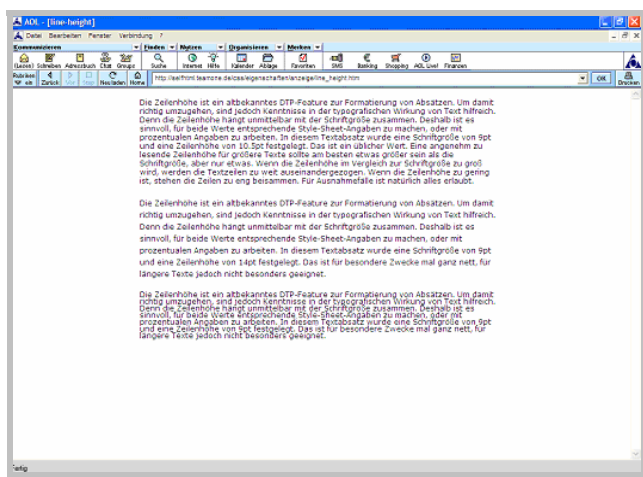 AOL - [line-height]
Datei Bearbeiten Fenster Verbindung ?
Kommunizieren Finden Nutzen Organisieren Merken
(Lesen) Schreiben Adressbuch Chat Groups Suche Internet Hilfe Kalender Ablage Favoriten SMS Banking Shopping AOL Live! Finanzen
Rubriken ein Zurück Vor Stop Neu laden Home http://selfhtml.teamone.de/css/eigenschaften/anzeige/line_height.htm OK Drucken
Die Zeilenhöhe ist ein altbekanntes DTP-Feature zur Formatierung von Absätzen. Um damit
richtig umzugehen, sind jedoch Kenntnisse in der typografischen Wirkung von Text hilfreich.
Denn die Zeilenhöhe hängt unmittelbar mit der Schriftgröße zusammen. Deshalb ist es
sinnvoll, für beide Werte entsprechende Style-Sheet-Angaben zu machen, oder mit
prozentualen Angaben zu arbeiten. In diesem Textabsatz wurde eine Schriftgröße von 9pt
und eine Zeilenhöhe von 10.5pt festgelegt. Das ist ein üblicher Wert. Eine angenehm zu
lesende Zeilenhöhe für größere Texte sollte am besten etwas größer sein als die
Schriftgröße, aber nur etwas. Wenn die Zeilenhöhe im Vergleich zur Schriftgröße zu groß
wird, werden die Textzeilen zu weit auseinandergezogen. Wenn die Zeilenhöhe zu gering
ist, stehen die Zeilen zu eng beisammen. Für Ausnahmefälle ist natürlich alles erlaubt.
Die Zeilenhöhe ist ein altbekanntes DTP-Feature zur Formatierung von Absätzen. Um damit
richtig umzugehen, sind jedoch Kenntnisse in der typografischen Wirkung von Text hilfreich.
Denn die Zeilenhöhe hängt unmittelbar mit der Schriftgröße zusammen. Deshalb ist es
sinnvoll, für beide Werte entsprechende Style-Sheet-Angaben zu machen, oder mit
prozentualen Angaben zu arbeiten. In diesem Textabsatz wurde eine Schriftgröße von 9pt
und eine Zeilenhöhe von 14pt festgelegt. Das ist für besondere Zwecke mal ganz nett, für
längere Texte jedoch nicht besonders geeignet.
Die Zeilenhöhe ist ein altbekanntes DTP-Feature zur Formatierung von Absätzen. Um damit
richtig umzugehen, sind jedoch Kenntnisse in der typografischen Wirkung von Text hilfreich.
Denn die Zeilenhöhe hängt unmittelbar mit der Schriftgröße zusammen. Deshalb ist es
sinnvoll, für beide Werte entsprechende Style-Sheet-Angaben zu machen, oder mit
prozentualen Angaben zu arbeiten. In diesem Textabsatz wurde eine Schriftgröße von 9pt
und eine Zeilenhöhe von 9pt festgelegt. Das ist für besondere Zwecke mal ganz nett, für
längere Texte jedoch nicht besonders geeignet.
Fertig